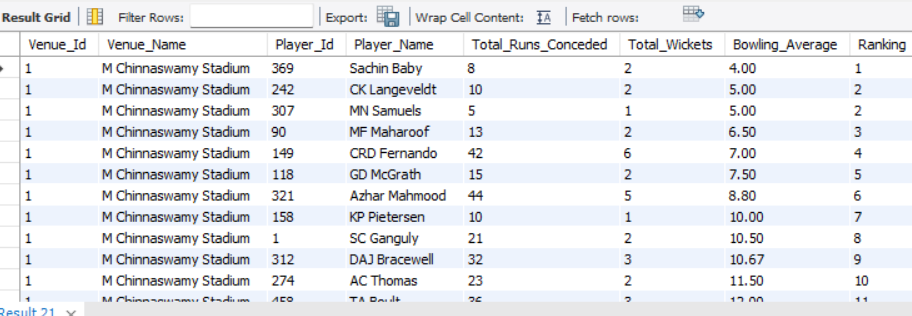 Result Grid Filter Rows: Export: Wrap Cell Content: Fetch rows:
Venue_Id Venue_Name Player_Id Player_Name Total_Runs_Conceded Total_Wickets Bowling_Average Ranking
1 M Chinnaswamy Stadium 369 Sachin Baby 8 2 4.00 1
1 M Chinnaswamy Stadium 242 CK Langeveldt 10 2 5.00 2
1 M Chinnaswamy Stadium 307 MN Samuels 5 1 5.00 2
1 M Chinnaswamy Stadium 90 MF Maharoof 13 2 6.50 3
1 M Chinnaswamy Stadium 149 CRD Fernando 42 6 7.00 4
1 M Chinnaswamy Stadium 118 GD McGrath 15 2 7.50 5
1 M Chinnaswamy Stadium 321 Azhar Mahmood 44 5 8.80 6
1 M Chinnaswamy Stadium 158 KP Pietersen 10 1 10.00 7
1 M Chinnaswamy Stadium 1 SC Ganguly 21 2 10.50 8
1 M Chinnaswamy Stadium 312 DAJ Bracewell 32 3 10.67 9
1 M Chinnaswamy Stadium 274 AC Thomas 23 2 11.50 10
1 M Chinnaswamy Stadium 458 TA Boult 36 3 12.00 11
Result 21